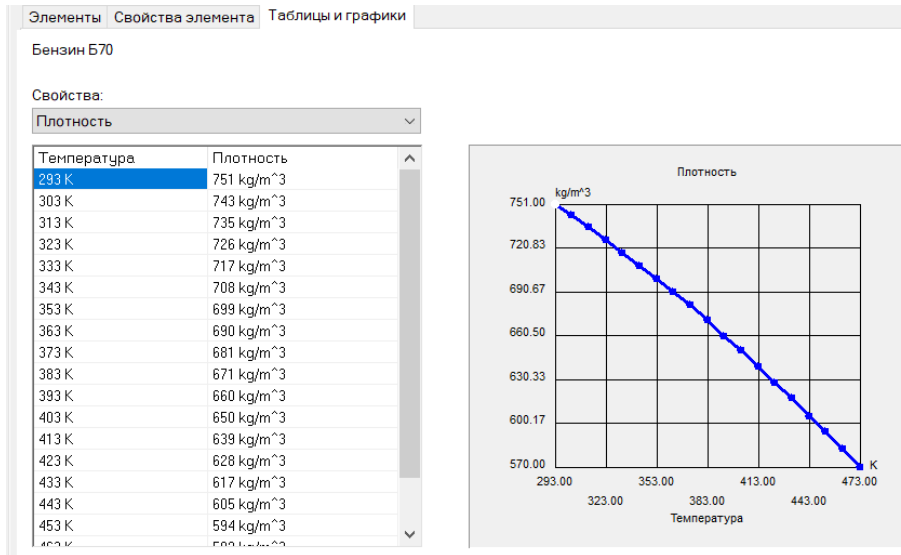 Элементы Свойства элемента Таблицы и графики
Бензин Б70
Свойства:
Плотность
Температура Плотность
293 K 751 kg/m^3
303 K 743 kg/m^3
313 K 735 kg/m^3
323 K 726 kg/m^3
333 K 717 kg/m^3
343 K 708 kg/m^3
353 K 699 kg/m^3
363 K 690 kg/m^3
373 K 681 kg/m^3
383 K 671 kg/m^3
393 K 660 kg/m^3
403 K 650 kg/m^3
413 K 639 kg/m^3
423 K 628 kg/m^3
433 K 617 kg/m^3
443 K 605 kg/m^3
453 K 594 kg/m^3
Плотность
kg/m^3
751.00
720.83
690.67
660.50
630.33
600.17
570.00
K
293.00 353.00 413.00 473.00
323.00 383.00 443.00
Температура